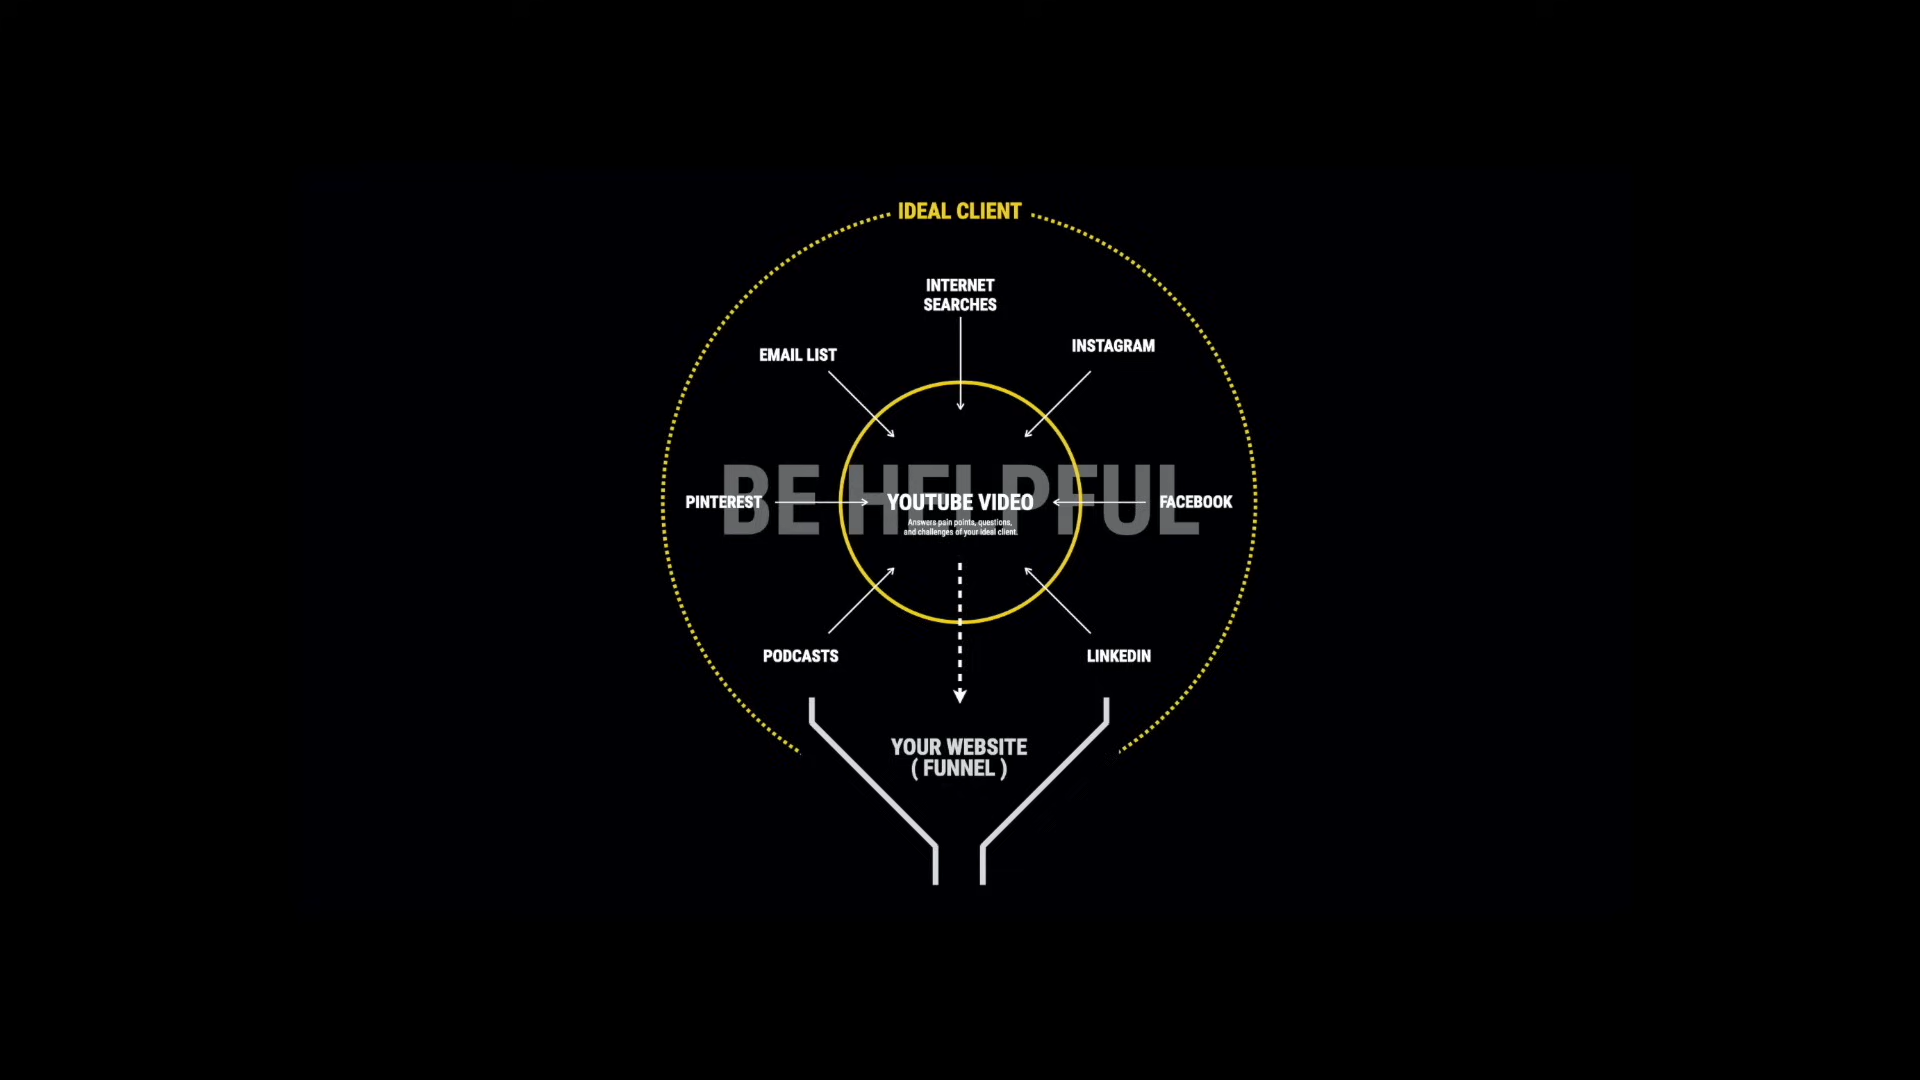 IDEAL CLIENT
INTERNET
SEARCHES
EMAIL LIST
INSTAGRAM
BE HELPFUL
PINTEREST
YOUTUBE VIDEO
FACEBOOK
Answers pain points, questions,
and challenges of your ideal client.
PODCASTS
LINKEDIN
YOUR WEBSITE
( FUNNEL )